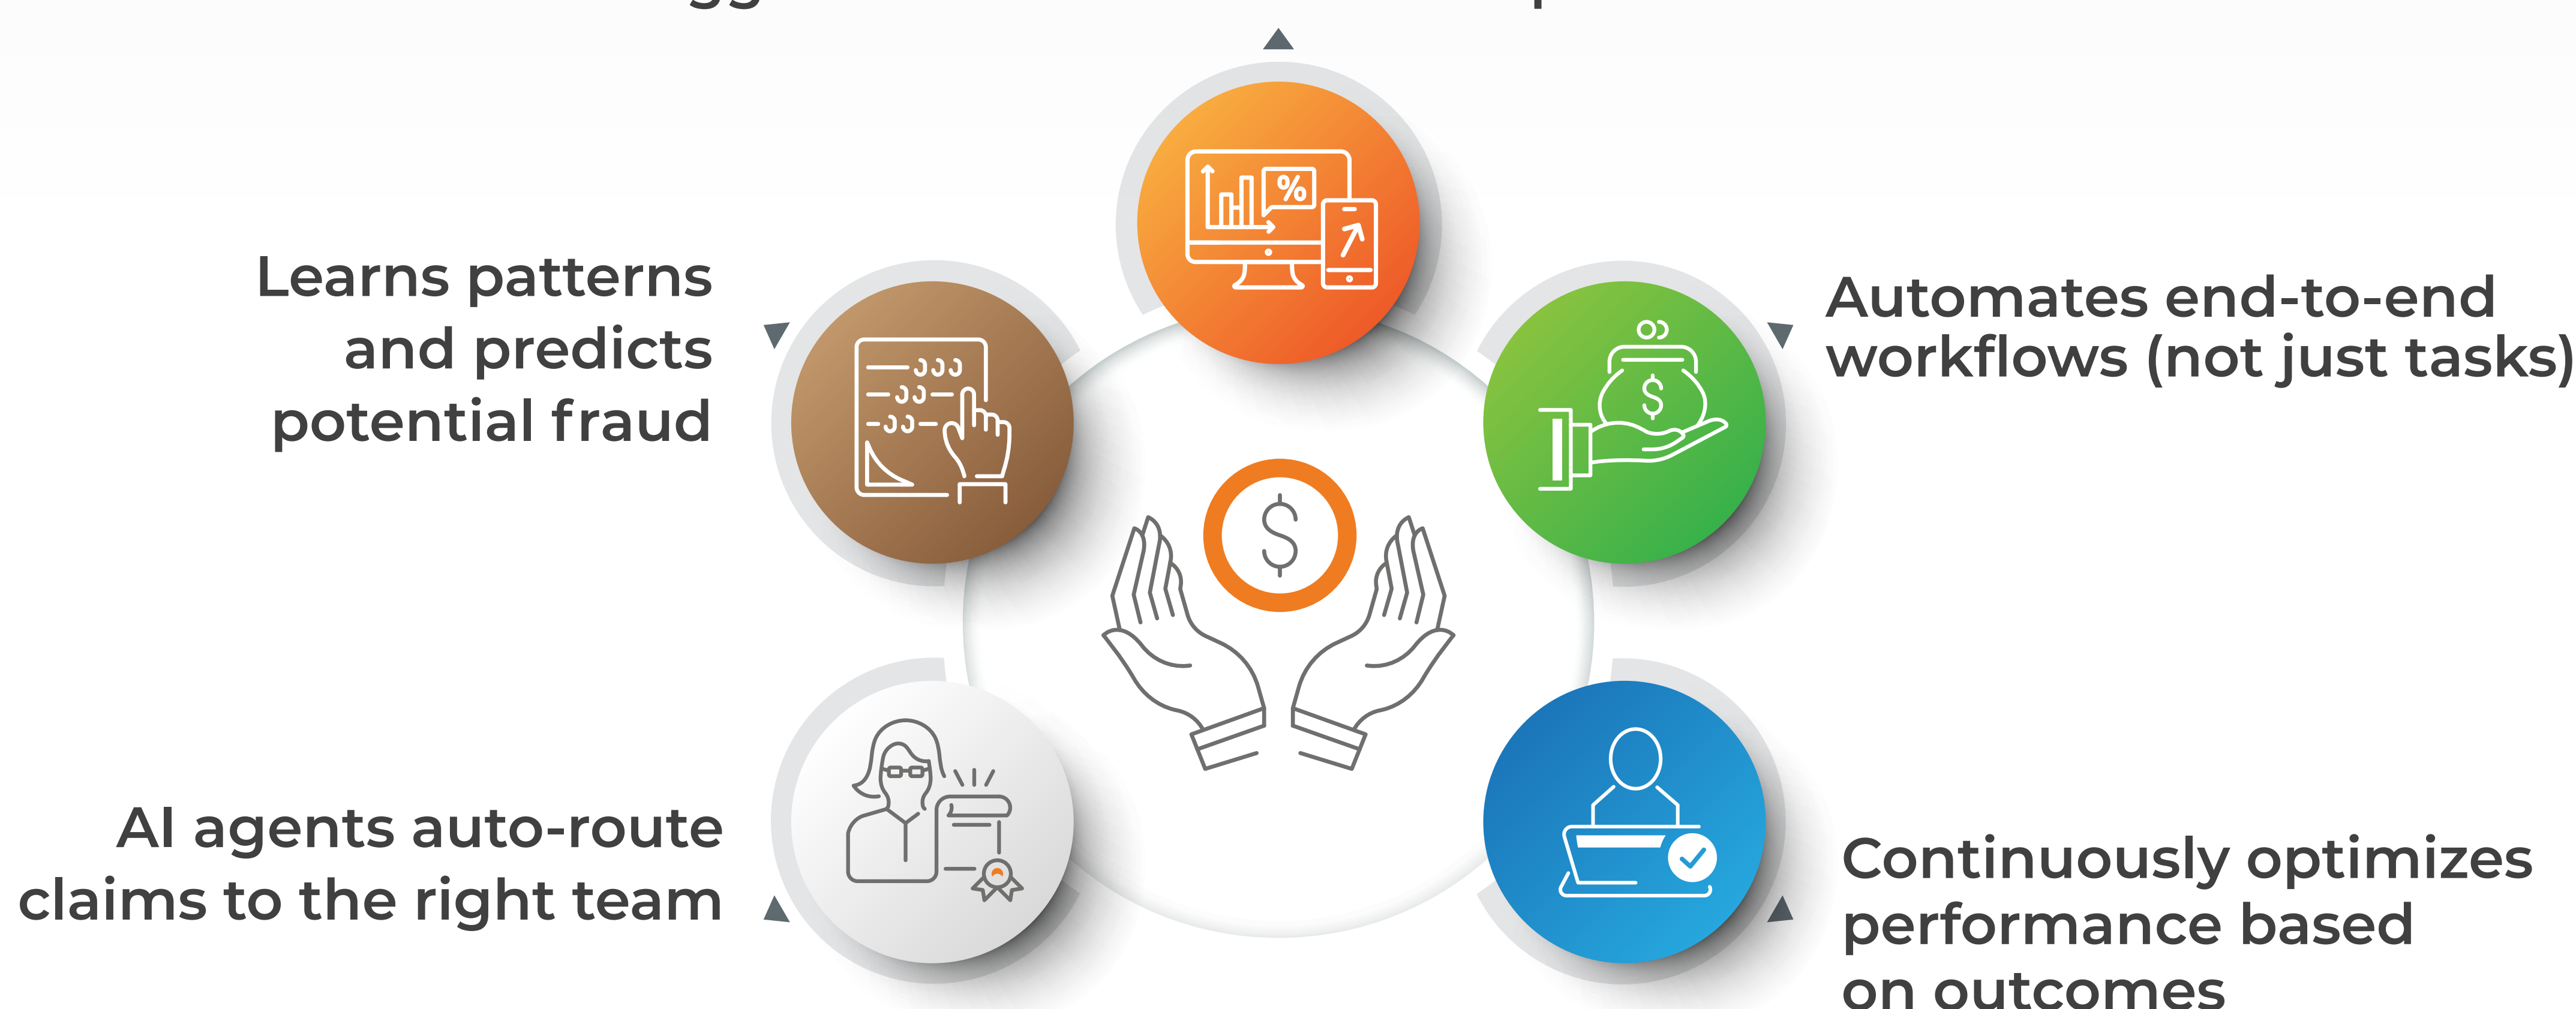 Learns patterns
and predicts
potential fraud
Automates end-to-end
workflows (not just tasks)
%
$
$
AI agents auto-route
claims to the right team
Continuously optimizes
performance based
on outcomes